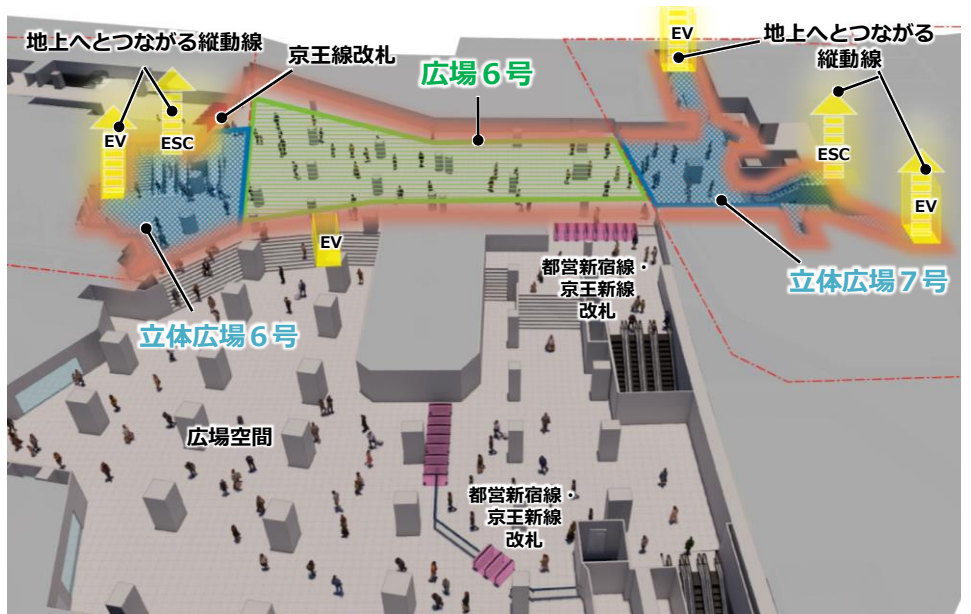 地上へとつながる縦動線
京王線改札
広場６号
EV
地上へとつながる
縦動線
EV
ESC
ESC
EV
EV
都営新宿線・
京王新線
改札
立体広場７号
立体広場６号
広場空間
都営新宿線・
京王新線
改札